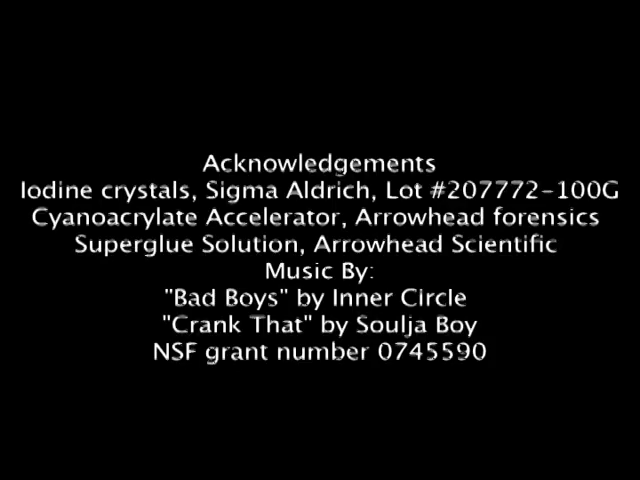 Acknowledgements
Iodine crystals, Sigma Aldrich, Lot #207772-100G
Cyanoacrylate Accelerator, Arrowhead forensics
Superglue Solution, Arrowhead Scientific
Music By:
"Bad Boys" by Inner Circle
"Crank That" by Soulja Boy
NSF grant number 0745590